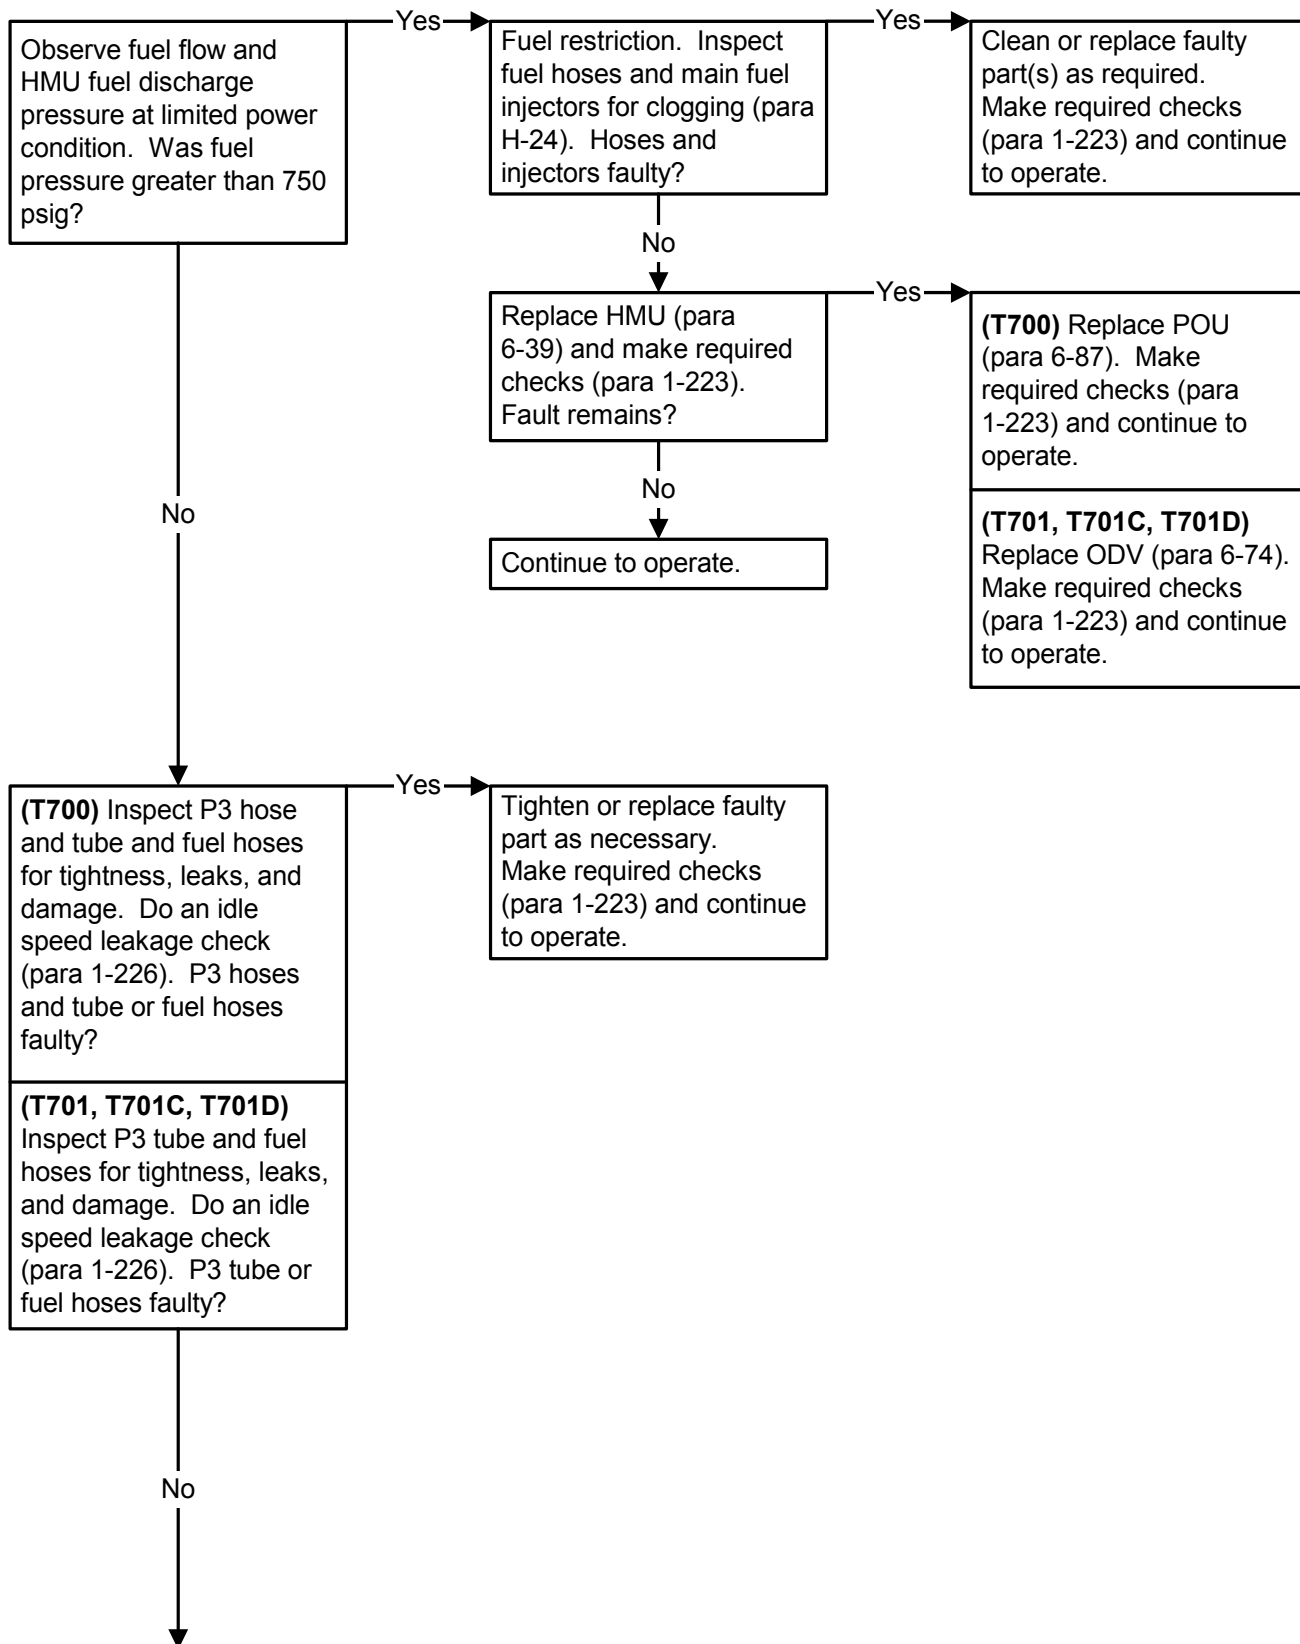 Observe fuel flow and
HMU fuel discharge
pressure at limited power
condition.  Was fuel
pressure greater than 750
psig?
Yes
Fuel restriction.  Inspect
fuel hoses and main fuel
injectors for clogging (para
H-24).  Hoses and
injectors faulty?
Yes
Clean or replace faulty
part(s) as required.
Make required checks
(para 1-223) and continue
to operate.
No
Replace HMU (para
6-39) and make required
checks (para 1-223).
Fault remains?
Yes
(T700) Replace POU
(para 6-87).  Make
required checks (para
1-223) and continue to
operate.
(T701, T701C, T701D)
Replace ODV (para 6-74).
Make required checks
(para 1-223) and continue
to operate.
No
Continue to operate.
No
(T700) Inspect P3 hose
and tube and fuel hoses
for tightness, leaks, and
damage.  Do an idle
speed leakage check
(para 1-226).  P3 hoses
and tube or fuel hoses
faulty?
Yes
Tighten or replace faulty
part as necessary.
Make required checks
(para 1-223) and continue
to operate.
(T701, T701C, T701D)
Inspect P3 tube and fuel
hoses for tightness, leaks,
and damage.  Do an idle
speed leakage check
(para 1-226).  P3 tube or
fuel hoses faulty?
No